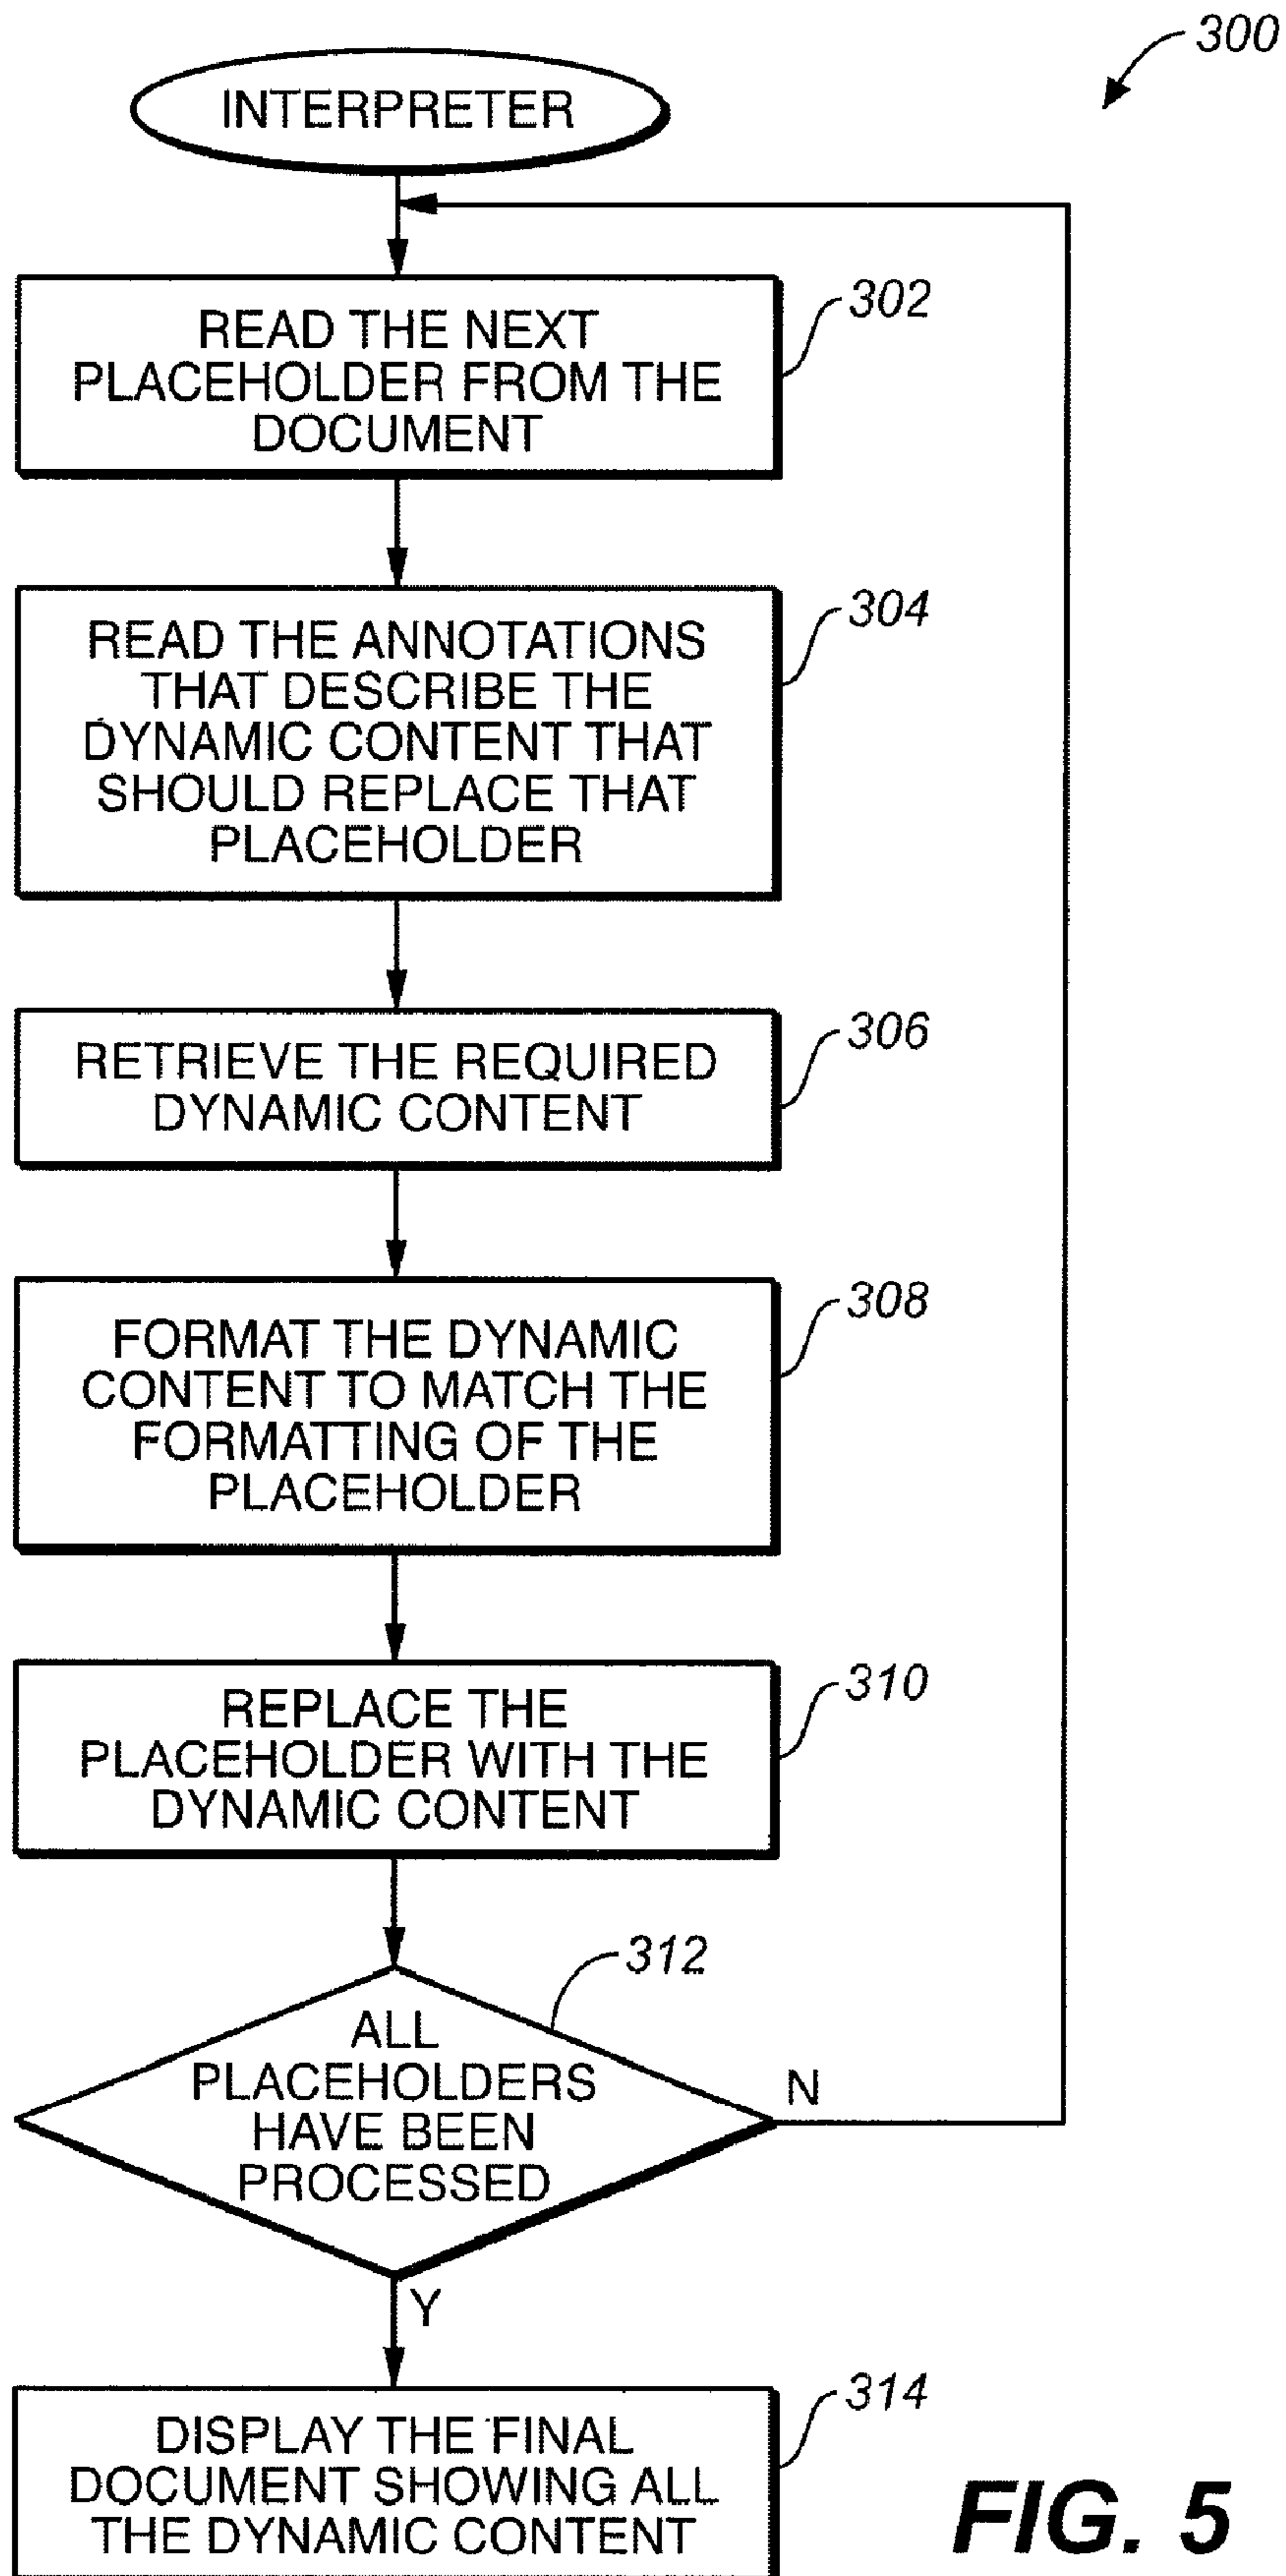 300
INTERPRETER
302
READ THE NEXT
PLACEHOLDER FROM THE
DOCUMENT
304
READ THE ANNOTATIONS
THAT DESCRIBE THE
DYNAMIC CONTENT THAT
SHOULD REPLACE THAT
PLACEHOLDER
306
RETRIEVE THE REQUIRED
DYNAMIC CONTENT
308
FORMAT THE DYNAMIC
CONTENT TO MATCH THE
FORMATTING OF THE
PLACEHOLDER
310
REPLACE THE
PLACEHOLDER WITH THE
DYNAMIC CONTENT
312
ALL
PLACEHOLDERS
HAVE BEEN
PROCESSED
N
Y
314
DISPLAY THE FINAL
DOCUMENT SHOWING ALL
THE DYNAMIC CONTENT
FIG. 5